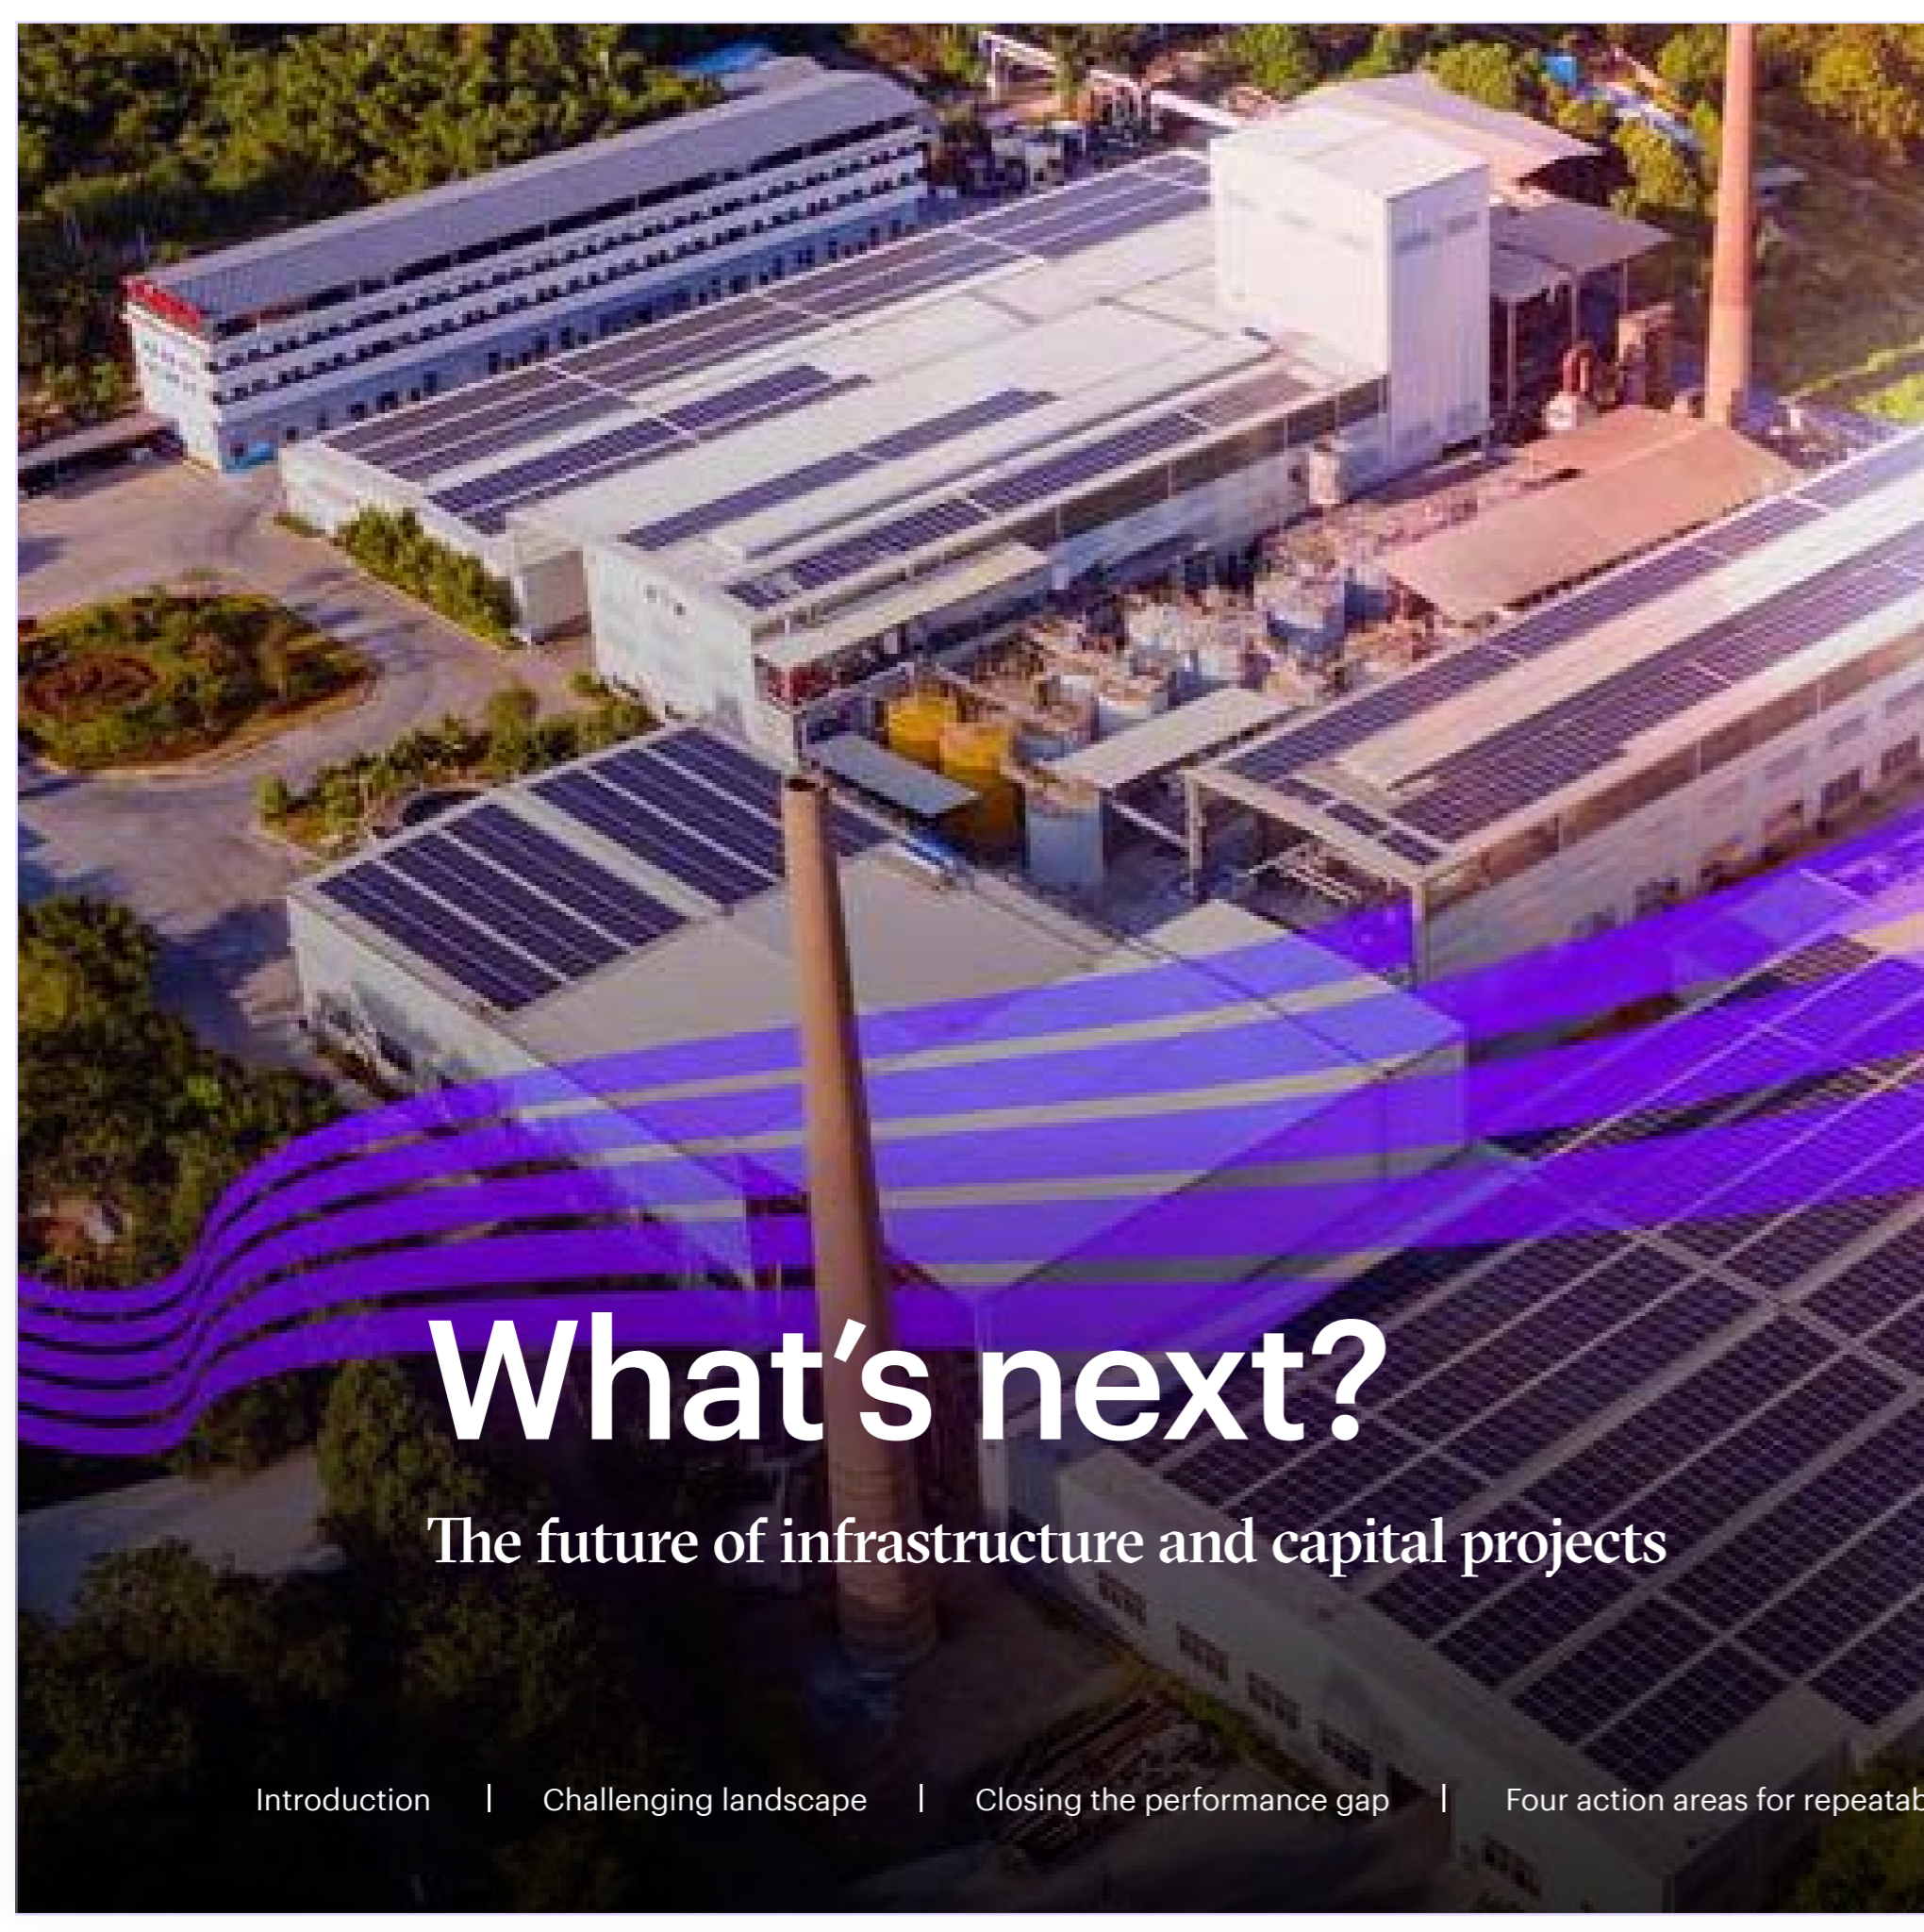 What’s next?
The future of infrastructure and capital projects
Introduction | Challenging landscape | Closing the performance gap | Four action areas for repeatab